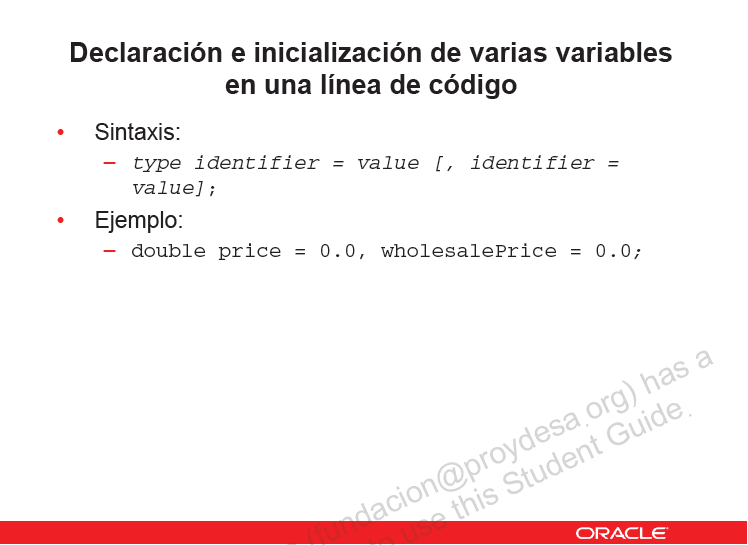 Declaración e inicialización de varias variables
en una línea de código
• Sintaxis:
– type identifier = value [, identifier =
value];
• Ejemplo:
– double price = 0.0, wholesalePrice = 0.0;
(fundacion@proydesa.org) has a
to use this Student Guide.
ORACLE